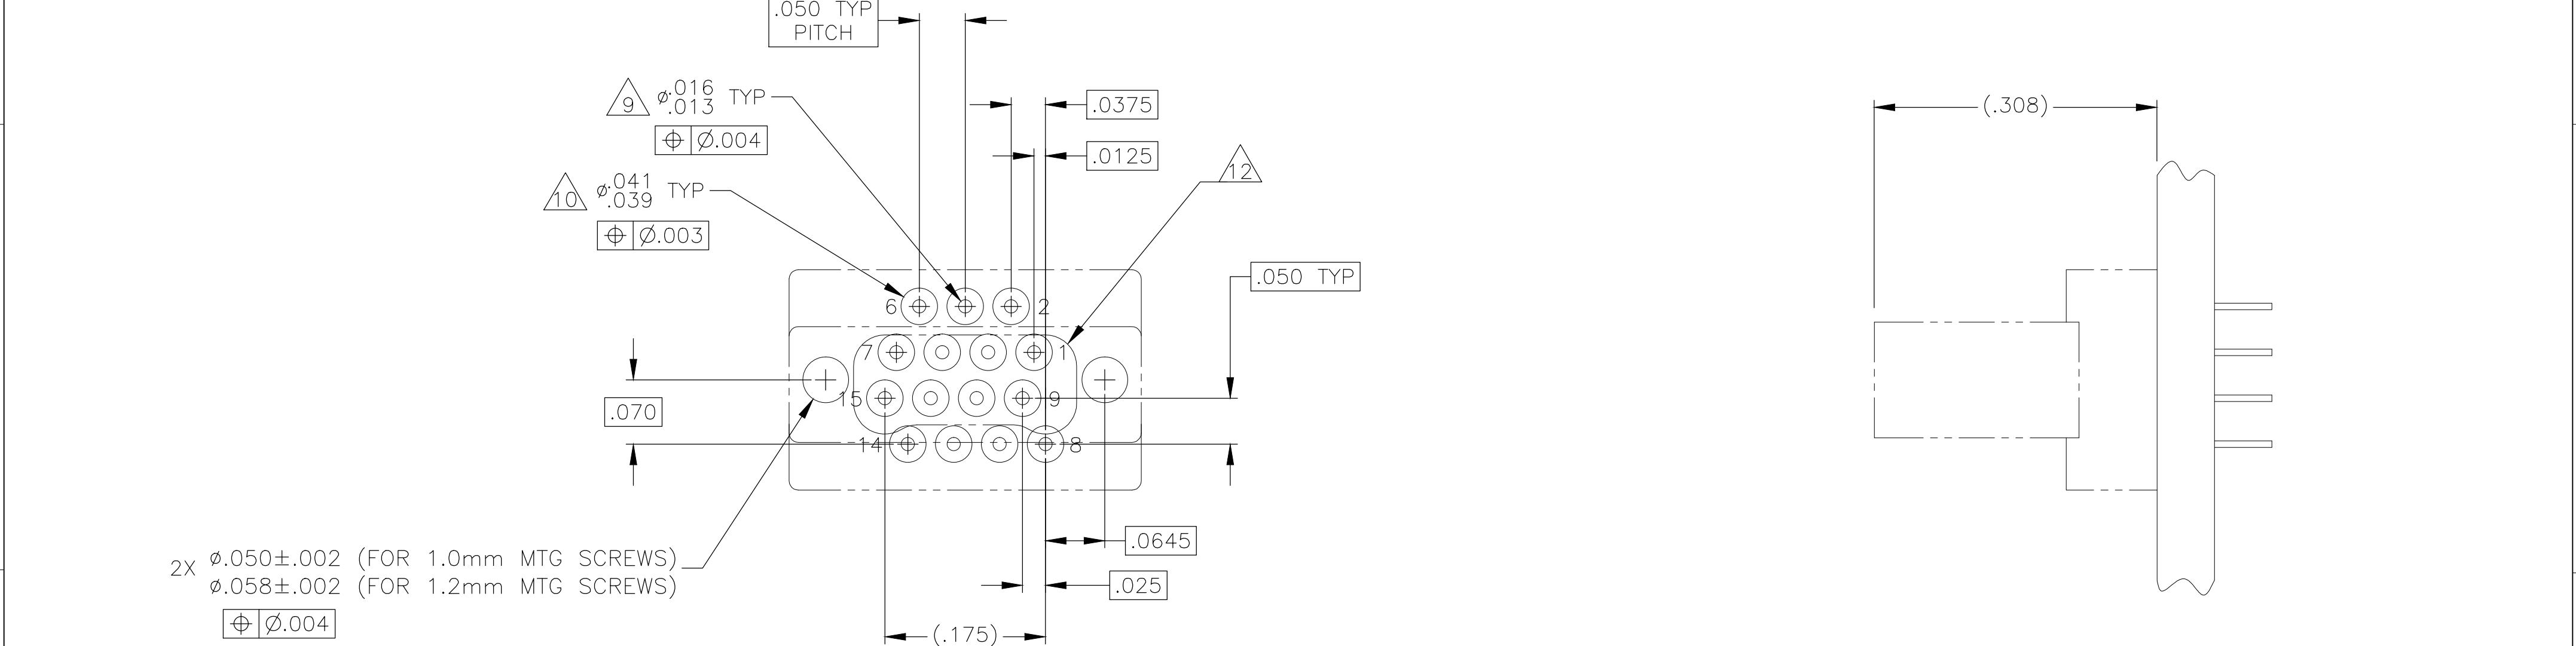 .050 TYP
PITCH
9 ⌀.016 TYP
.013
⌖ ⌀.004
.0375
(.308)
.0125
12
10 ⌀.041 TYP
.039
⌖ ⌀.003
.050 TYP
6 2
7 1
15 9
.070
14 8
.0645
2X ⌀.050±.002 (FOR 1.0mm MTG SCREWS)
⌀.058±.002 (FOR 1.2mm MTG SCREWS)
.025
⌖ ⌀.004
(.175)